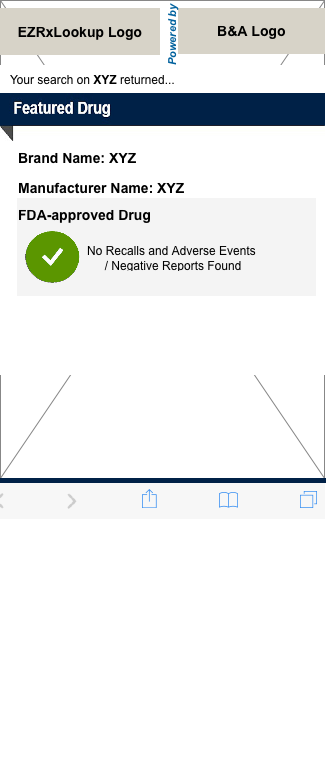 EZRxLookup Logo
Powered by
B&A Logo
Your search on XYZ returned...
Featured Drug
Brand Name: XYZ
Manufacturer Name: XYZ
FDA-approved Drug
No Recalls and Adverse Events
/ Negative Reports Found